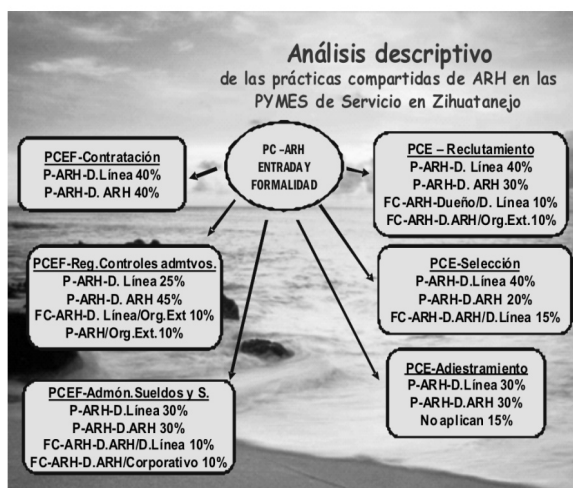 Análisis descriptivo
de las prácticas compartidas de ARH en las
PYMES de Servicio en Zihuatanejo
PC –ARH
ENTRADA Y
FORMALIDAD
PCEF-Contratación
P-ARH-D.Línea 40%
P-ARH-D. ARH 40%
PCE – Reclutamiento
P-ARH-D. Línea 40%
P-ARH-D. ARH 30%
FC-ARH-Dueño/D. Línea 10%
FC-ARH-D.ARH/Org.Ext.10%
PCEF-Reg.Controles admtvos.
P-ARH-D. Línea 25%
P-ARH-D. ARH 45%
FC-ARH-D. Línea/Org.Ext 10%
P-ARH/Org.Ext.10%
PCE-Selección
P-ARH-D.Línea 40%
P-ARH-D.ARH 20%
FC-ARH-D.ARH/D.Línea 15%
PCEF-Admón.Sueldos y S.
P-ARH-D.Línea 30%
P-ARH-D.ARH 30%
FC-ARH-D.ARH/D.Línea 10%
FC-ARH-D.ARH/Corporativo 10%
PCE-Adiestramiento
P-ARH-D.Línea 30%
P-ARH-D.ARH 30%
No aplican 15%